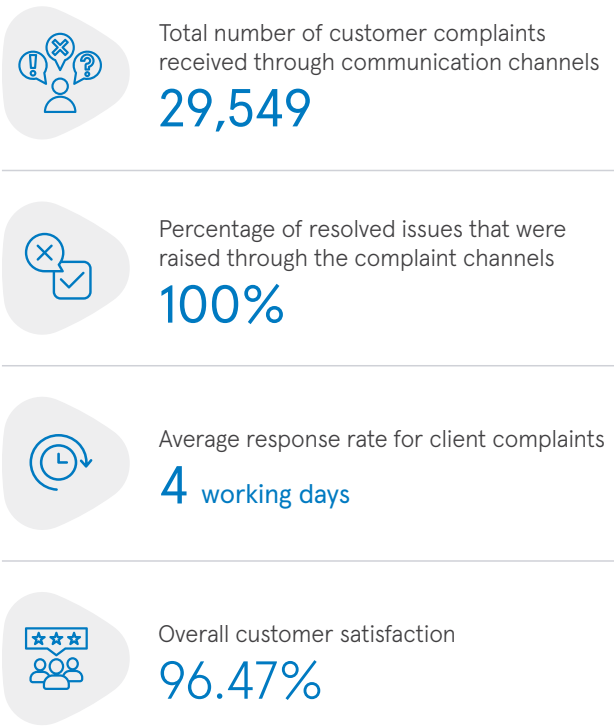 Total number of customer complaints
received through communication channels
29,549
Percentage of resolved issues that were
raised through the complaint channels
100%
Average response rate for client complaints
4 working days
Overall customer satisfaction
96.47%